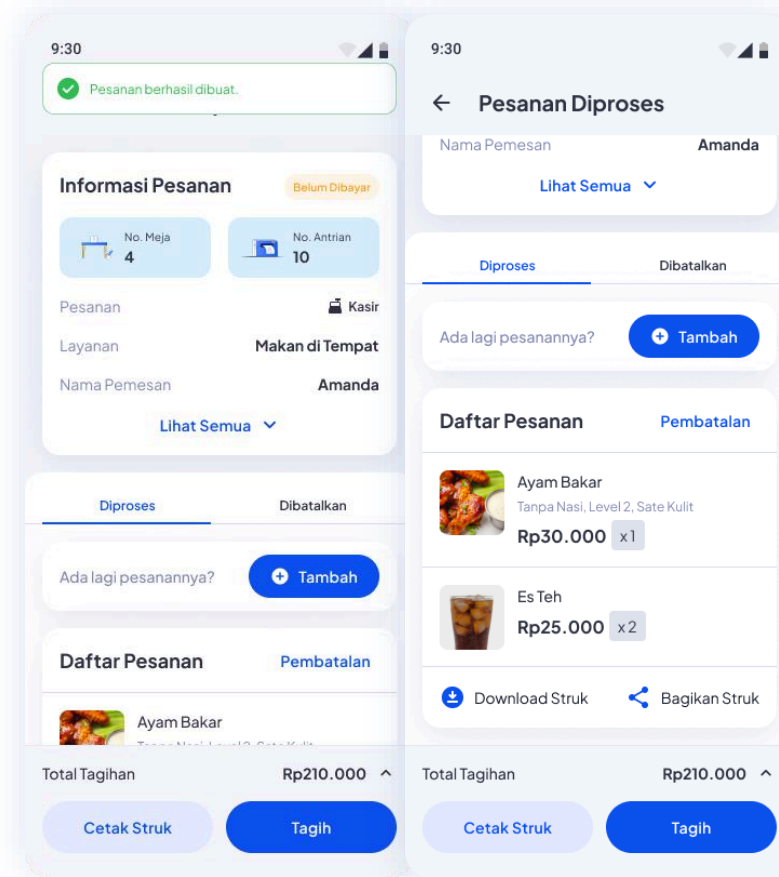 9:30
Pesanan berhasil dibuat.
Informasi Pesanan
Belum Dibayar
No. Meja
4
No. Antrian
10
Pesanan
Kasir
Layanan
Makan di Tempat
Nama Pemesan
Amanda
Lihat Semua
Diproses
Dibatalkan
Ada lagi pesanannya?
Tambah
Daftar Pesanan
Pembatalan
Ayam Bakar
Total Tagihan
Rp210.000
Cetak Struk
Tagih
9:30
Pesanan Diproses
Nama Pemesan
Amanda
Lihat Semua
Diproses
Dibatalkan
Ada lagi pesanannya?
Tambah
Daftar Pesanan
Pembatalan
Ayam Bakar
Tanpa Nasi, Level 2, Sate Kulit
Rp30.000
x1
Es Teh
Rp25.000
x2
Download Struk
Bagikan Struk
Total Tagihan
Rp210.000
Cetak Struk
Tagih